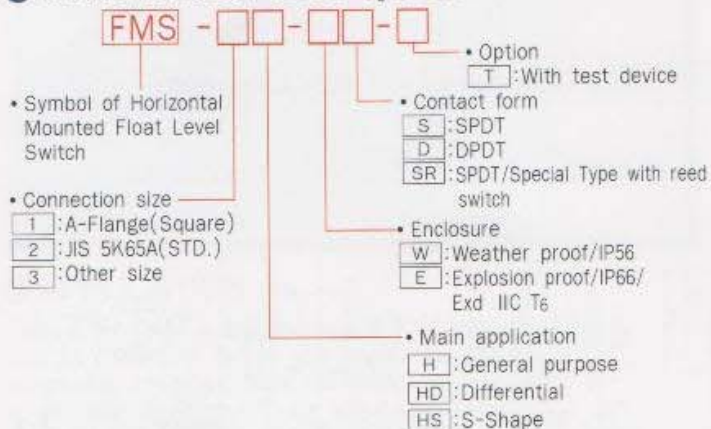 FMS -
-
-
• Option
T :With test device
• Symbol of Horizontal
Mounted Float Level
Switch
• Contact form
S :SPDT
D :DPDT
SR :SPDT/Special Type with reed
switch
• Connection size
1 :A-Flange(Square)
2 :JIS 5K65A(STD.)
3 :Other size
• Enclosure
W :Weather proof/IP56
E :Explosion proof/IP66/
Exd IIC T6
• Main application
H :General purpose
HD :Differential
HS :S-Shape